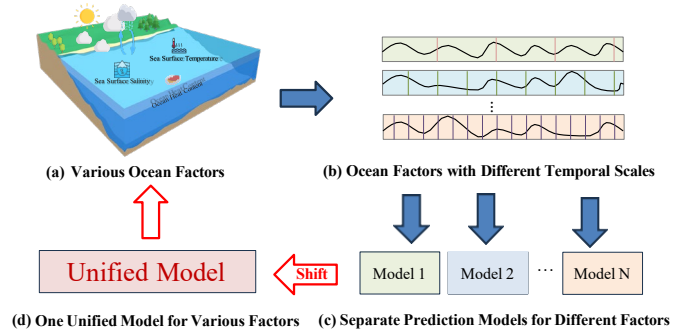 Sea Surface Temperature
Sea Surface Salinity
Ocean Heat Content
(a) Various Ocean Factors
(b) Ocean Factors with Different Temporal Scales
Unified Model
Shift
Model 1
Model 2
...
Model N
(d) One Unified Model for Various Factors
(c) Separate Prediction Models for Different Factors